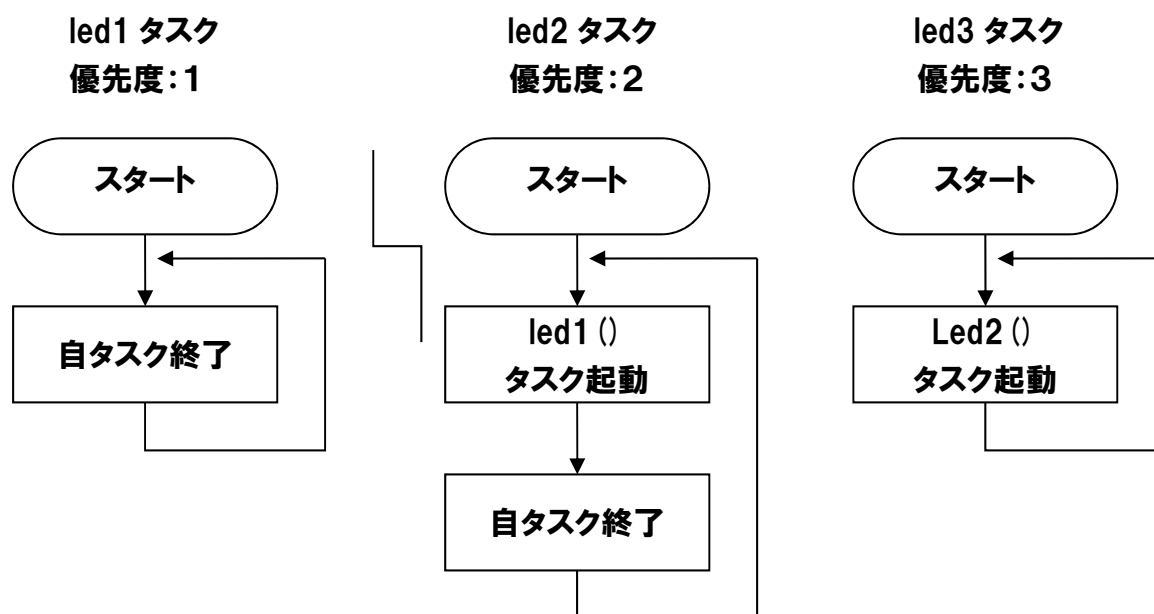 led1 タスク
優先度：1
led2 タスク
優先度：2
led3 タスク
優先度：3
スタート
自タスク終了
スタート
led1 ()
タスク起動
自タスク終了
スタート
Led2 ()
タスク起動